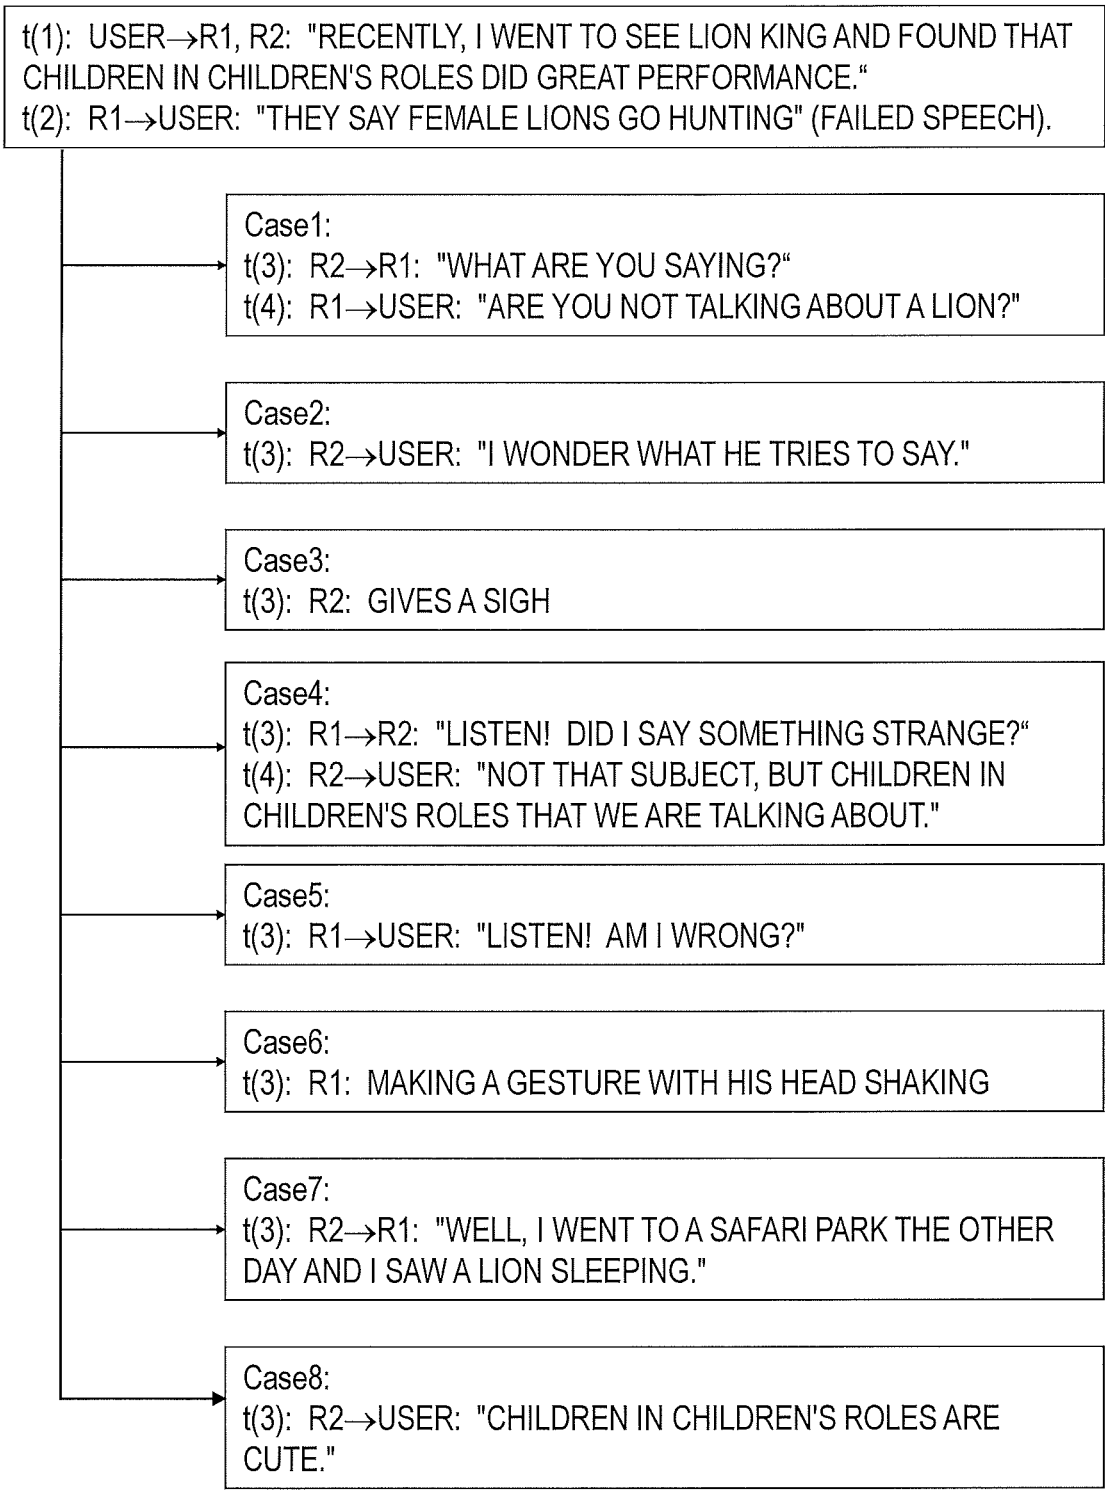 t(1): USER→R1, R2: "RECENTLY, I WENT TO SEE LION KING AND FOUND THAT
CHILDREN IN CHILDREN'S ROLES DID GREAT PERFORMANCE.“
t(2): R1→USER: "THEY SAY FEMALE LIONS GO HUNTING" (FAILED SPEECH).
Case1:
t(3): R2→R1: "WHAT ARE YOU SAYING?“
t(4): R1→USER: "ARE YOU NOT TALKING ABOUT A LION?"
Case2:
t(3): R2→USER: "I WONDER WHAT HE TRIES TO SAY."
Case3:
t(3): R2: GIVES A SIGH
Case4:
t(3): R1→R2: "LISTEN! DID I SAY SOMETHING STRANGE?“
t(4): R2→USER: "NOT THAT SUBJECT, BUT CHILDREN IN
CHILDREN'S ROLES THAT WE ARE TALKING ABOUT."
Case5:
t(3): R1→USER: "LISTEN! AM I WRONG?"
Case6:
t(3): R1: MAKING A GESTURE WITH HIS HEAD SHAKING
Case7:
t(3): R2→R1: "WELL, I WENT TO A SAFARI PARK THE OTHER
DAY AND I SAW A LION SLEEPING."
Case8:
t(3): R2→USER: "CHILDREN IN CHILDREN'S ROLES ARE
CUTE."